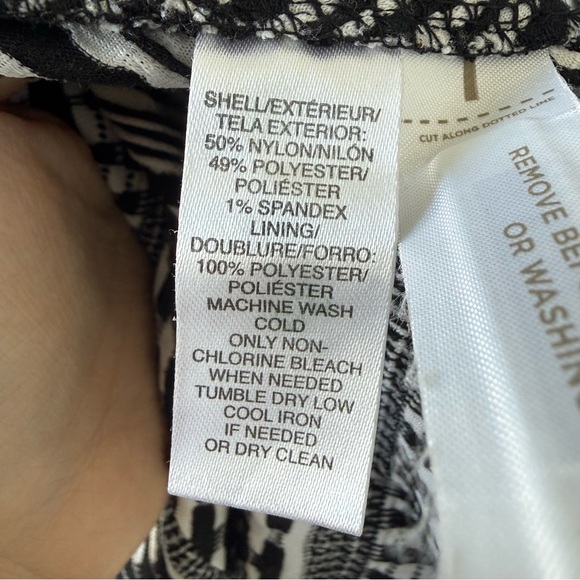 SHELL/EXTÉRIEUR/
TELA EXTERIOR:
50% NYLON/NILÓN
49% POLYESTER/
POLIÉSTER
1% SPANDEX
LINING/
DOUBLURE/FORRO:
100% POLYESTER/
POLIÉSTER
MACHINE WASH
COLD
ONLY NON-
CHLORINE BLEACH
WHEN NEEDED
TUMBLE DRY LOW
COOL IRON
IF NEEDED
OR DRY CLEAN
CUT ALONG DOTTED LINE
REMOVE
OR